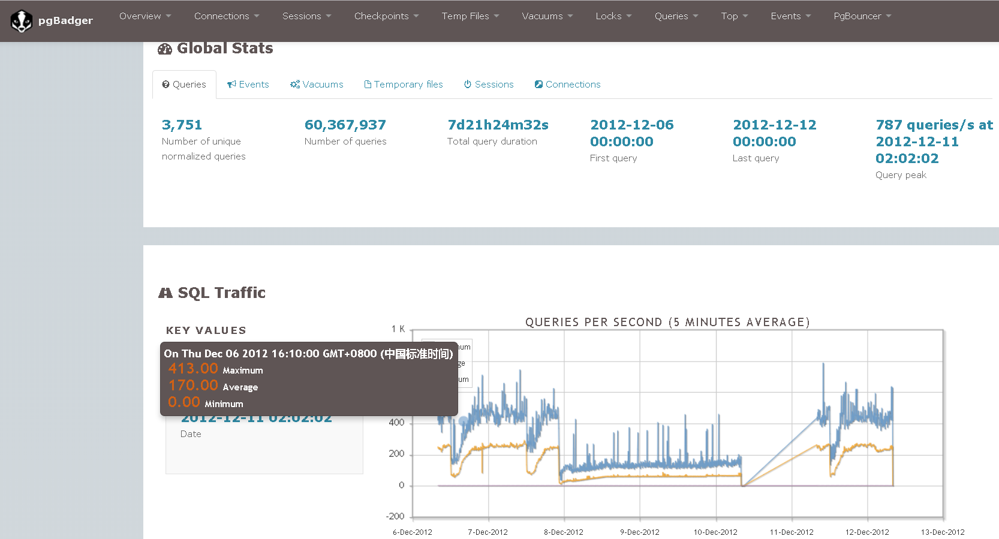 pgBadger
Overview
Connections
Sessions
Checkpoints
Temp Files
Vacuums
Locks
Queries
Top
Events
PgBouncer
Global Stats
Queries
Events
Vacuums
Temporary files
Sessions
Connections
3,751
Number of unique
normalized queries
60,367,937
Number of queries
7d21h24m32s
Total query duration
2012-12-06
00:00:00
First query
2012-12-12
00:00:00
Last query
787 queries/s at
2012-12-11
02:02:02
Query peak
SQL Traffic
KEY VALUES
On Thu Dec 06 2012 16:10:00 GMT+0800 (中国标准时间)
413.00 Maximum
170.00 Average
0.00 Minimum
2012-12-11 02:02:02
Date
QUERIES PER SECOND (5 MINUTES AVERAGE)
1 K
400
200
0
-200
6-Dec-2012
7-Dec-2012
8-Dec-2012
9-Dec-2012
10-Dec-2012
11-Dec-2012
12-Dec-2012
13-Dec-2012